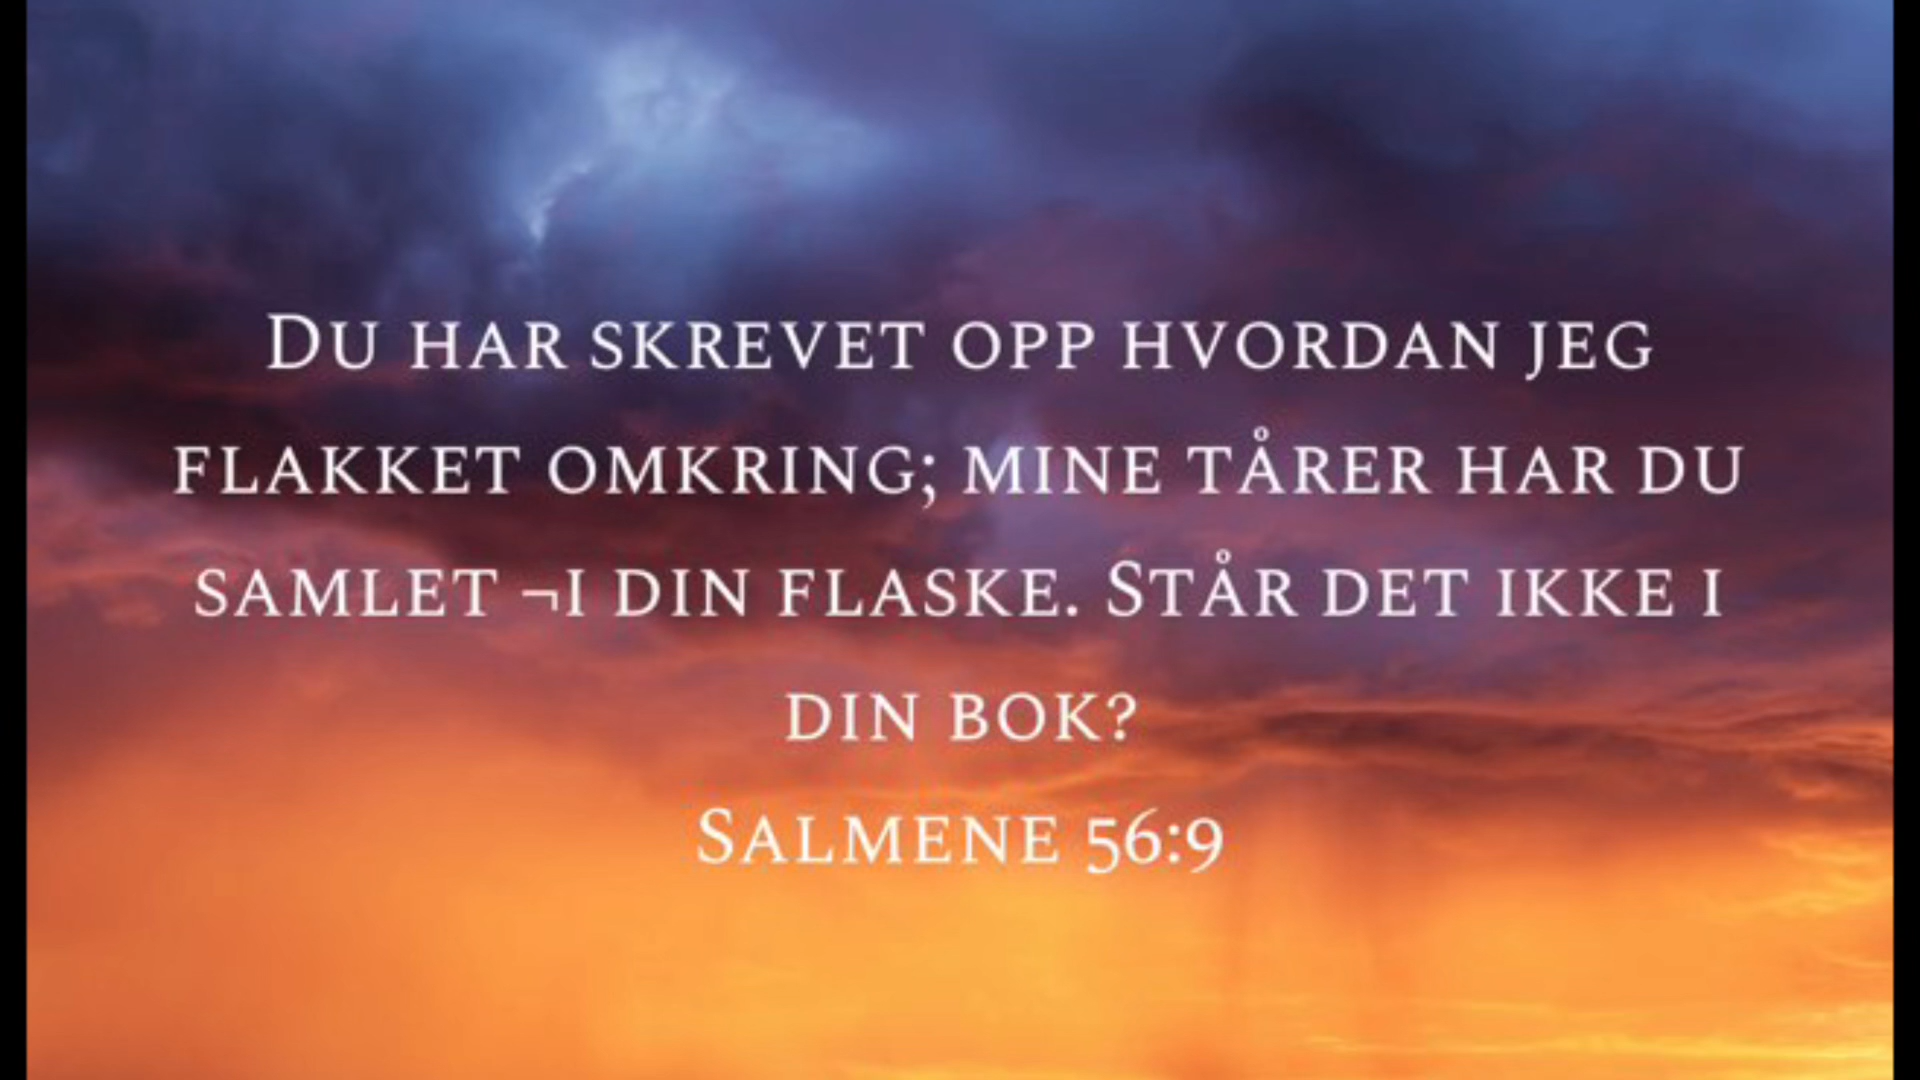 Du har skrevet opp hvordan jeg
flakket omkring; mine tårer har du
samlet ¬i din flaske. Står det ikke i
din bok?
Salmene 56:9